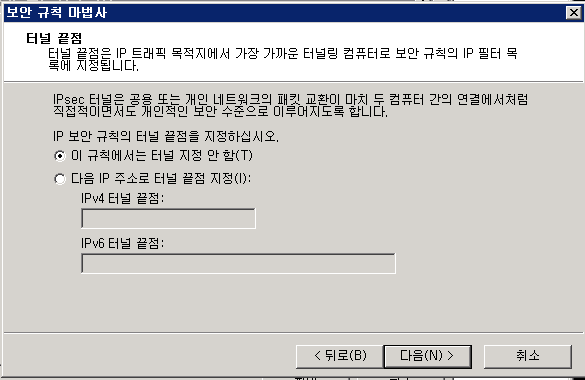 보안 규칙 마법사
터널 끝점
터널 끝점은 IP 트래픽 목적지에서 가장 가까운 터널링 컴퓨터로 보안 규칙의 IP 필터 목
록에 지정됩니다.
IPsec 터널은 공용 또는 개인 네트워크의 패킷 교환이 마치 두 컴퓨터 간의 연결에서처럼
직접적이면서도 개인적인 보안 수준으로 이루어지도록 합니다.
IP 보안 규칙의 터널 끝점을 지정하십시오.
이 규칙에서는 터널 지정 안 함(T)
다음 IP 주소로 터널 끝점 지정(I):
IPv4 터널 끝점:
IPv6 터널 끝점:
< 뒤로(B) 다음(N) > 취소